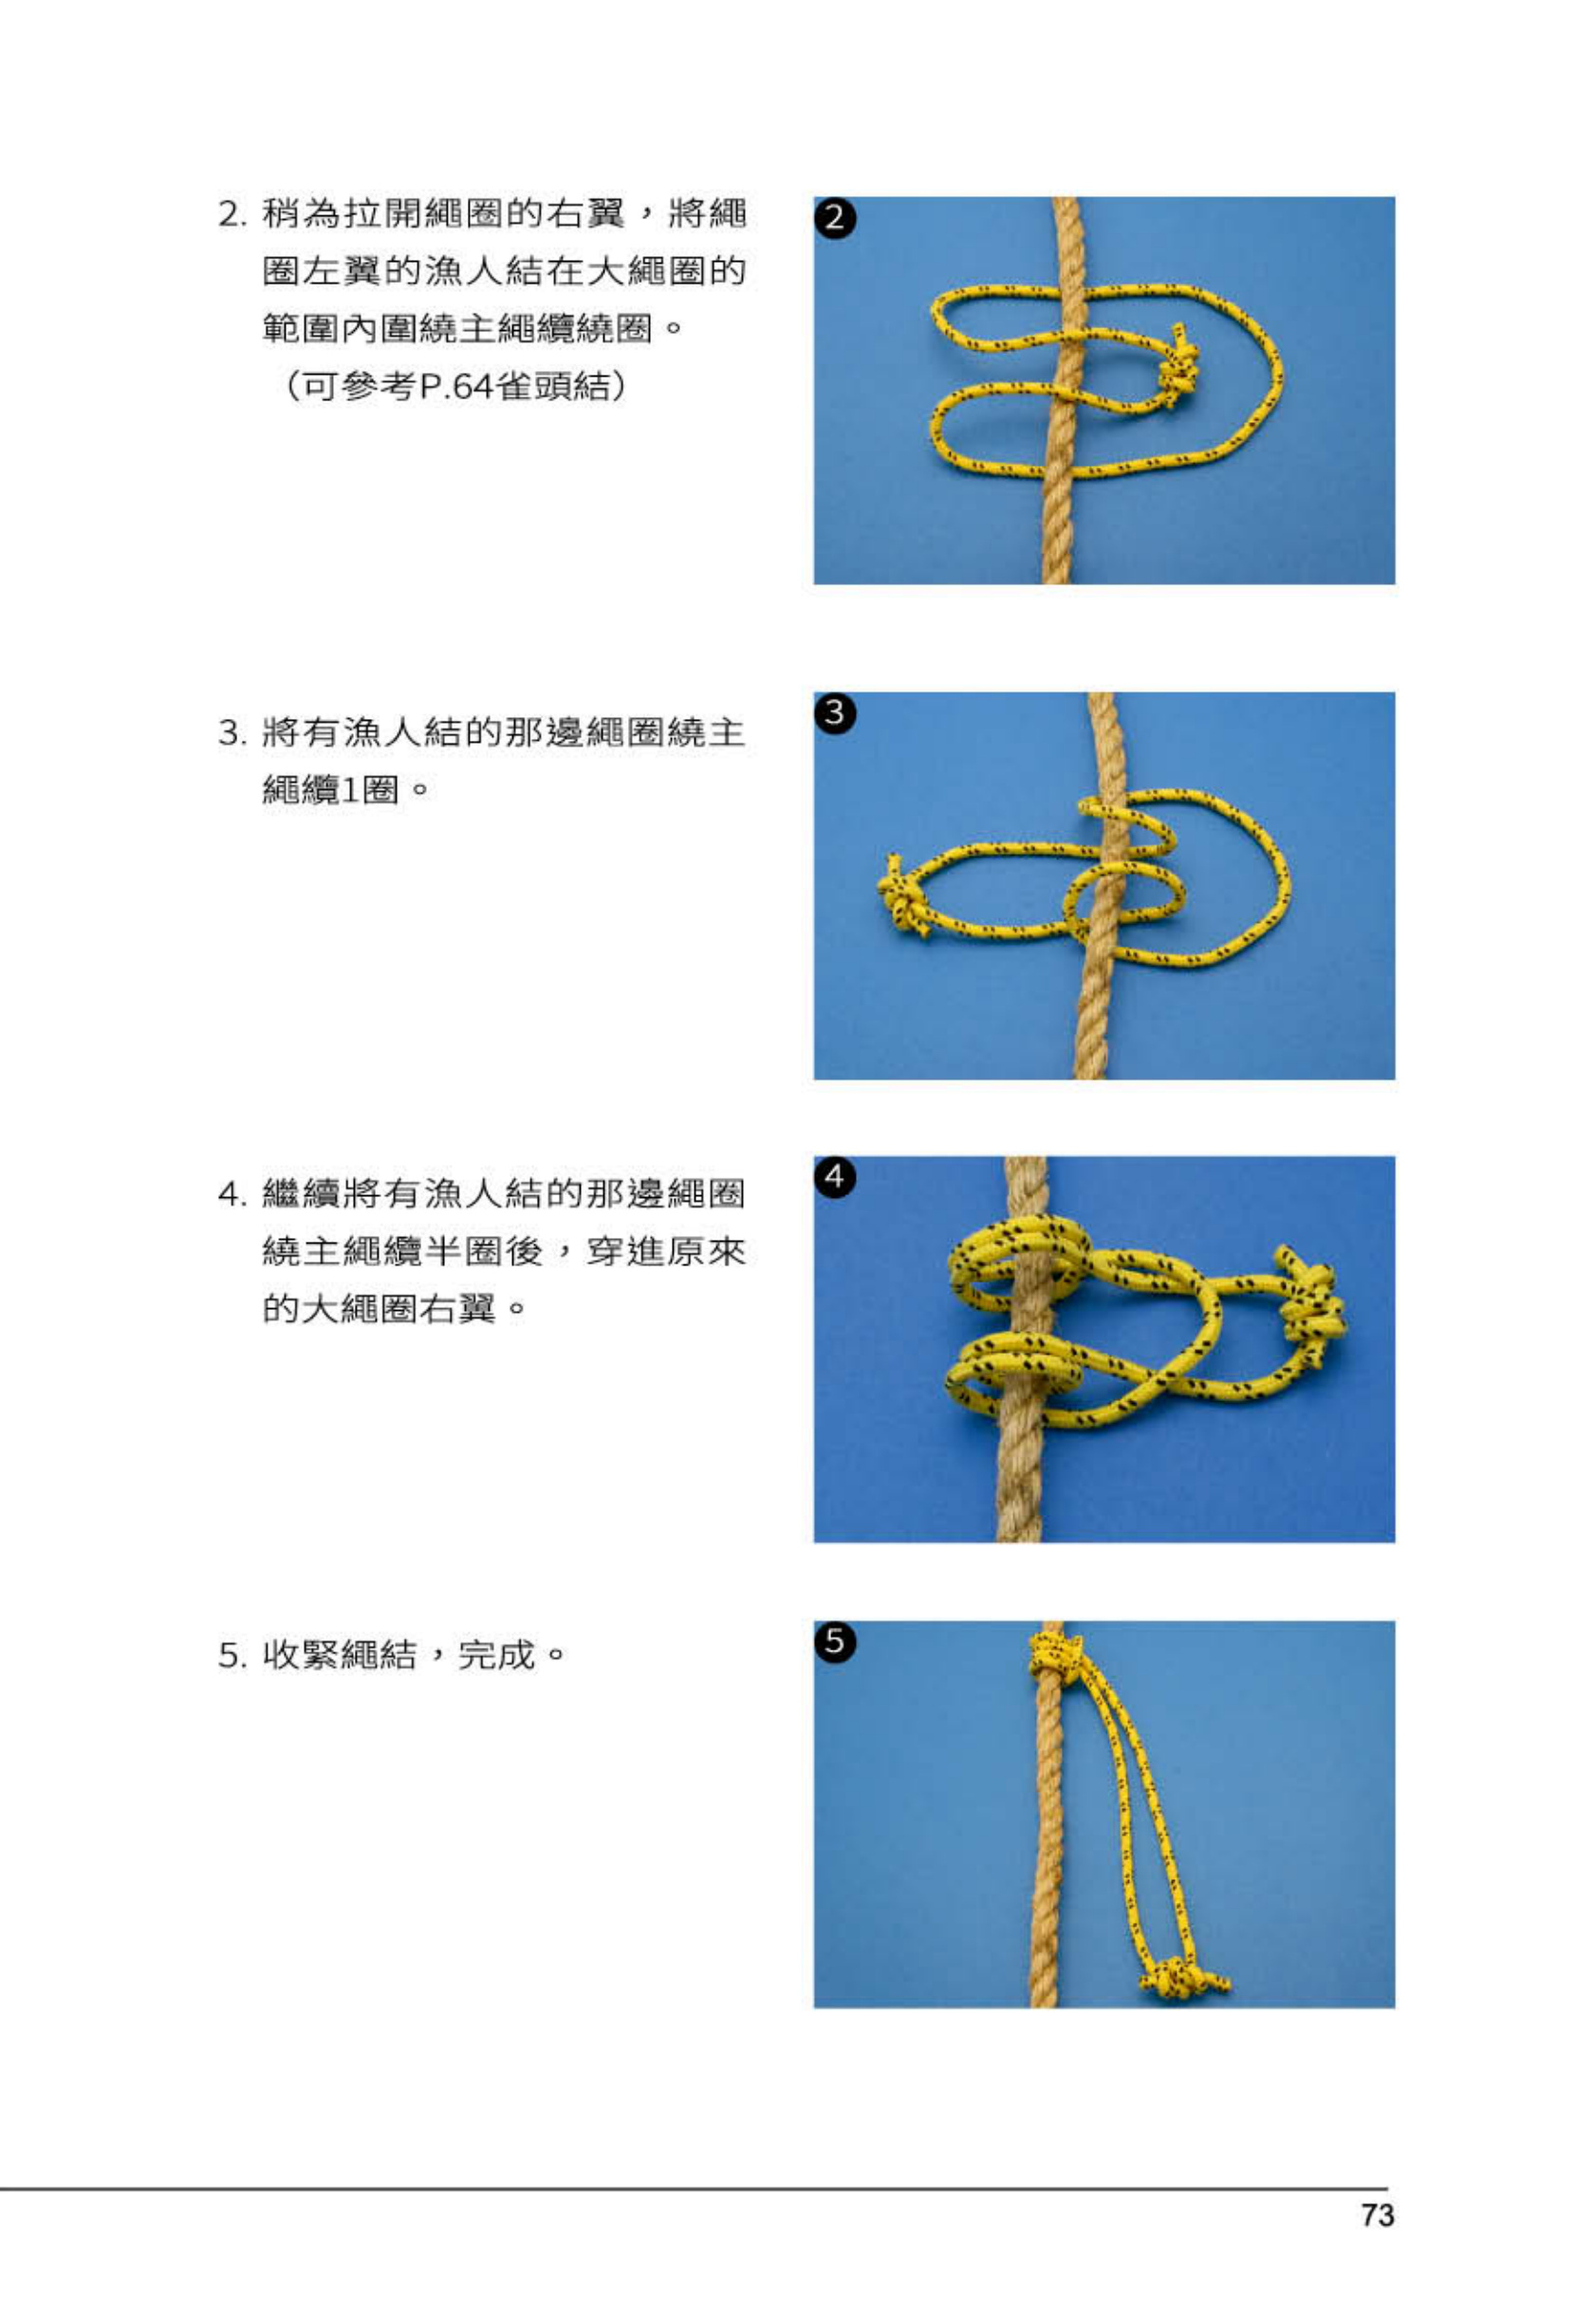 2. 稍為拉開繩圈的右翼，將繩
圈左翼的漁人結在大繩圈的
範圍內圍繞主繩纜繞圈。
（可參考P.64雀頭結）
2
3. 將有漁人結的那邊繩圈繞主
繩纜1圈。
3
4. 繼續將有漁人結的那邊繩圈
繞主繩纜半圈後，穿進原來
的大繩圈右翼。
4
5. 收緊繩結，完成。
5
73